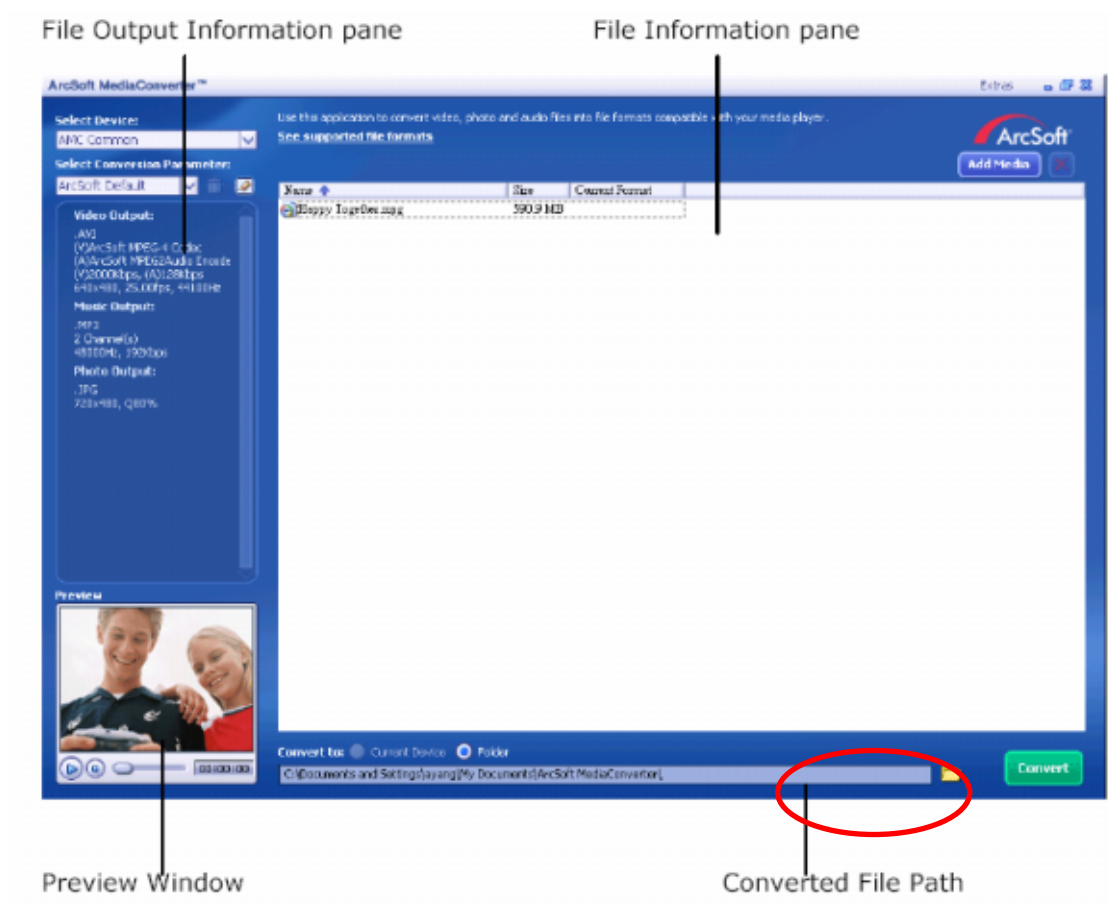 File Output Information pane
File Information pane
ArcSoft MediaConverter™
Extras
Select Device:
AMC Common
Select Conversion Parameter:
ArcSoft Default
Use this application to convert video, photo and audio files into file formats compatible with your media player.
See supported file formats
ArcSoft
Add Media
Name Size Current Format
Happy Together.mpg 590.9 MB
Video Output:
.AVI
(V)ArcSoft MPEG-4 Codec
(A)ArcSoft MPEG2Audio Encode
(V)2000kbps, (A)128kbps
640x480, 25.00fps, 44100Hz
Music Output:
.MP3
2 Channel(s)
48000Hz, 192kbps
Photo Output:
.JPG
720x480, Q80%
Preview
00:00:00
Convert to: Current Device Folder
C:\Documents and Settings\ayang\My Documents\ArcSoft MediaConverter\
Convert
Preview Window
Converted File Path